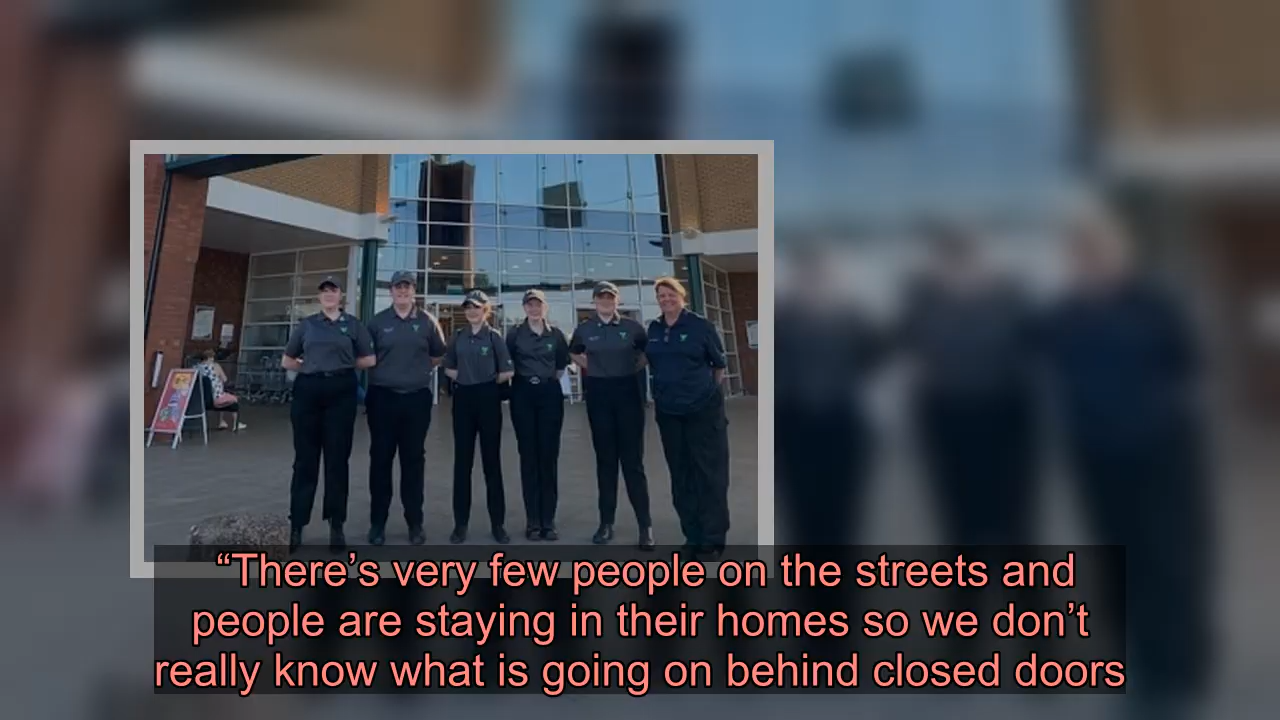 “There’s very few people on the streets and
people are staying in their homes so we don’t
really know what is going on behind closed doors